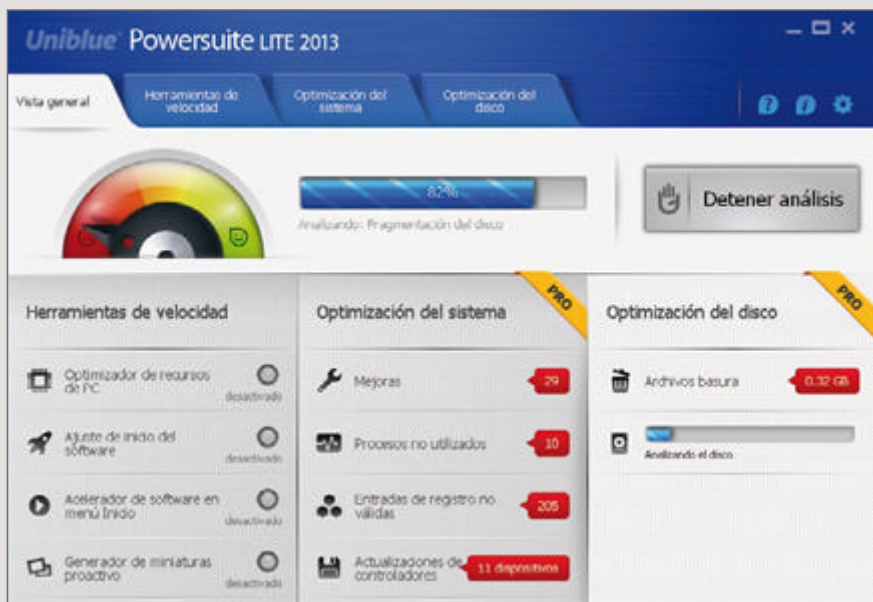 Uniblue Powersuite LITE 2013
Vista general
Herramientas de
velocidad
Optimización del
sistema
Optimización del
disco
82%
Analizando: Fragmentación del disco
Detener análisis
Herramientas de velocidad
Optimizador de recursos
de PC
desactivado
Ajuste de inicio del
software
desactivado
Acelerador de software en
menú Inicio
desactivado
Generador de miniaturas
proactivo
desactivado
PRO
Optimización del sistema
Mejoras
29
Procesos no utilizados
10
Entradas de registro no
válidas
205
Actualizaciones de
controladores
11 dispositivos
PRO
Optimización del disco
Archivos basura
0.32 GB
Analizando el disco